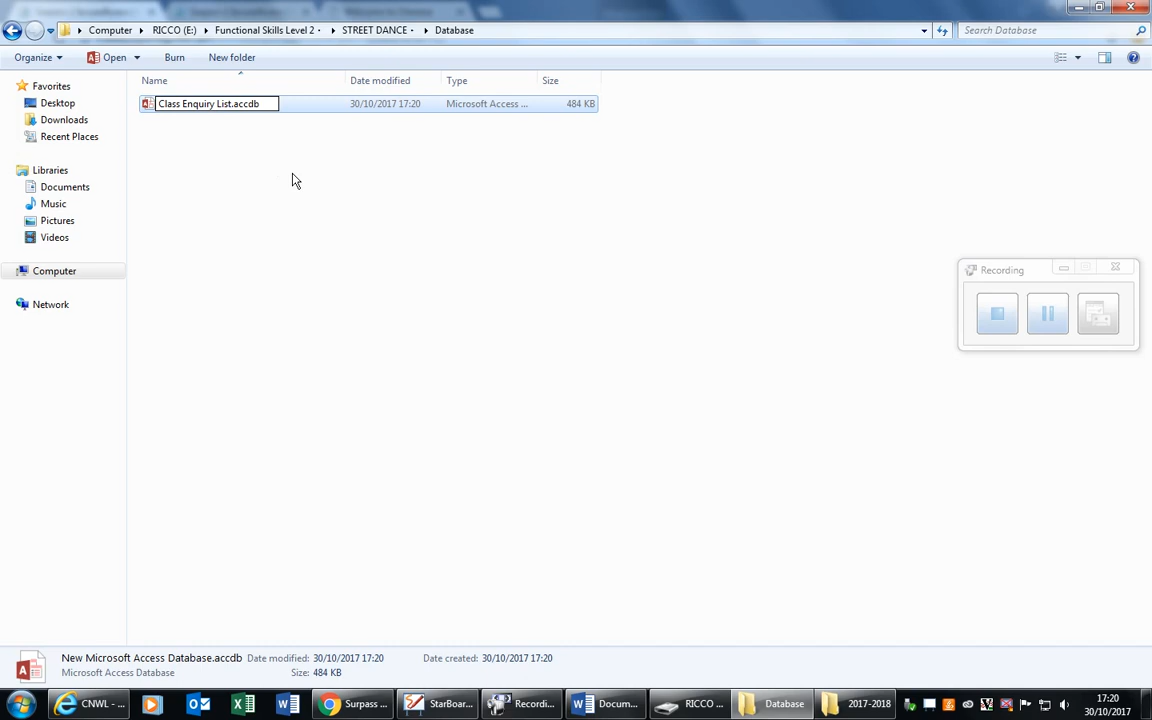 Computer ▸ RICCO (E:) ▸ Functional Skills Level 2 ▸ STREET DANCE ▸ Database
Search Database
Organize Open Burn New folder
Name Date modified Type Size
Class Enquiry List.accdb 30/10/2017 17:20 Microsoft Access ... 484 KB
Favorites
Desktop
Downloads
Recent Places
Libraries
Documents
Music
Pictures
Videos
Computer
Network
Recording
New Microsoft Access Database.accdb Date modified: 30/10/2017 17:20 Date created: 30/10/2017 17:20
Microsoft Access Database Size: 484 KB
CNWL - ... Surpass ... StarBoar... Recordi... Docum... RICCO ... Database 2017-2018 17:20
30/10/2017